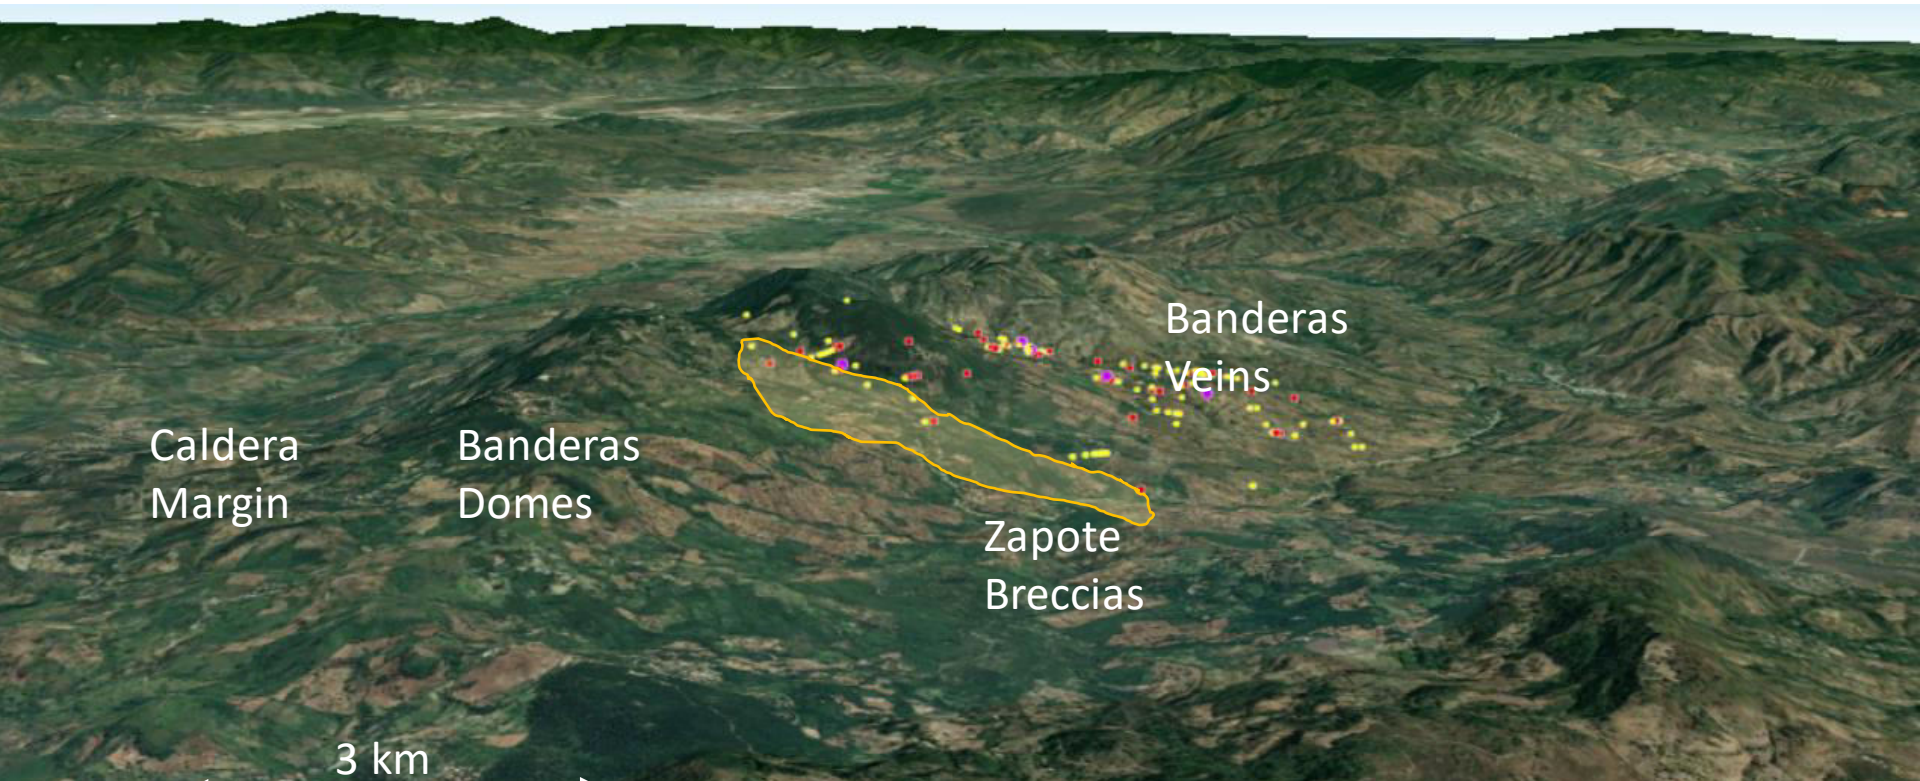 Banderas
Veins
Caldera
Margin
Banderas
Domes
Zapote
Breccias
3 km